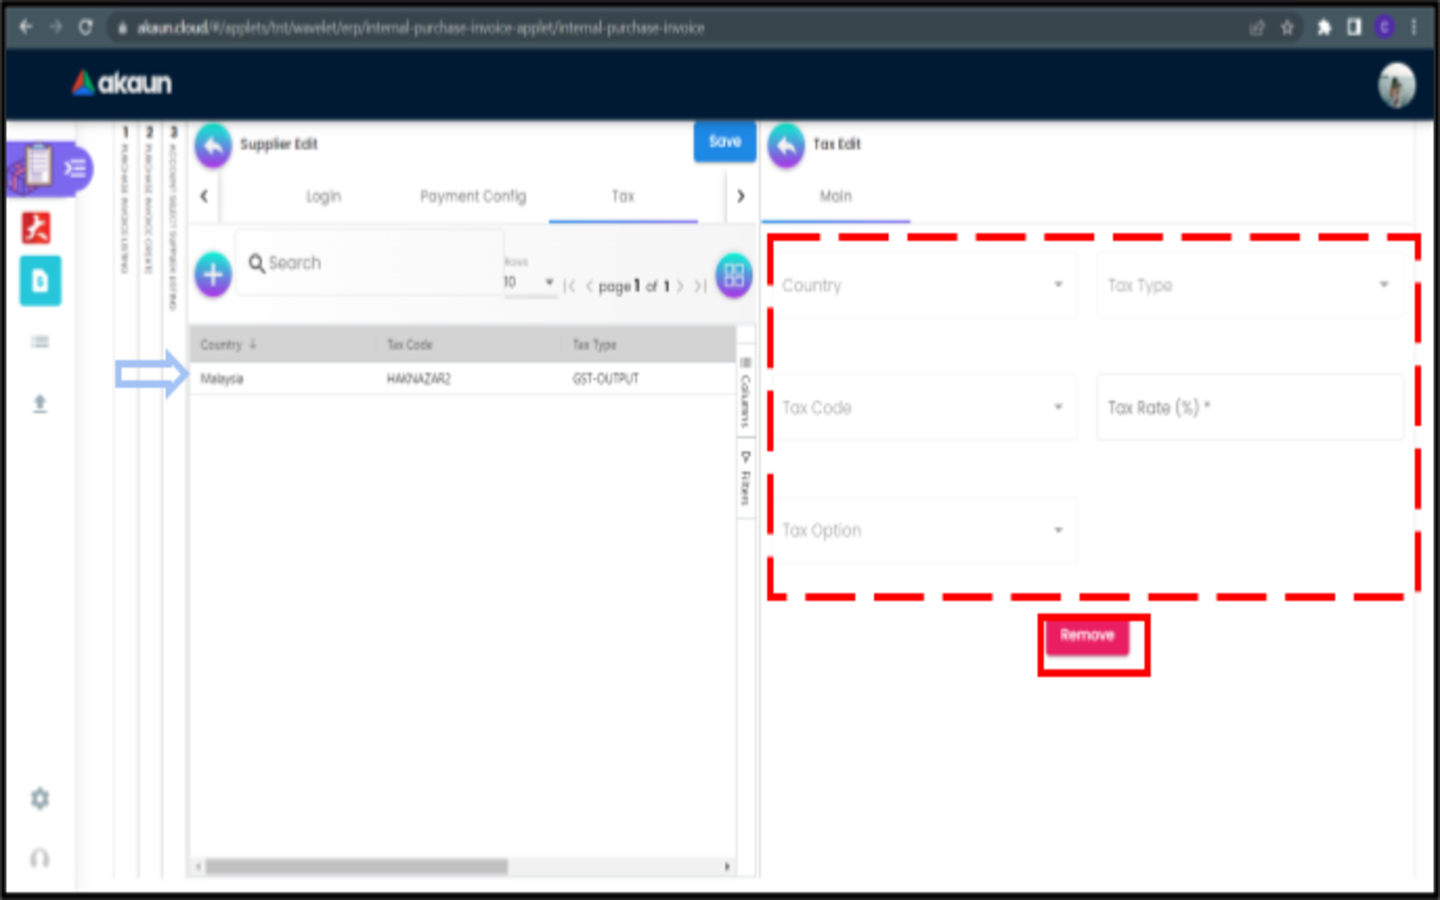 akaun.cloud/#/applets/tnt/wavelet/erp/internal-purchase-invoice-applet/internal-purchase-invoice
C
akaun
1 PURCHASE INVOICE LISTING
2 PURCHASE INVOICE CREATE
3 ACCOUNT SELECT SUPPLIER LISTING
Supplier Edit
Save
Tax Edit
Login
Payment Config
Tax
Main
Search
Rows
10
page 1 of 1
Country
Tax Type
Country
Tax Code
Tax Type
Malaysia
HAKNAZAR2
GST-OUTPUT
Columns
Filters
Tax Code
Tax Rate (%) *
Tax Option
Remove